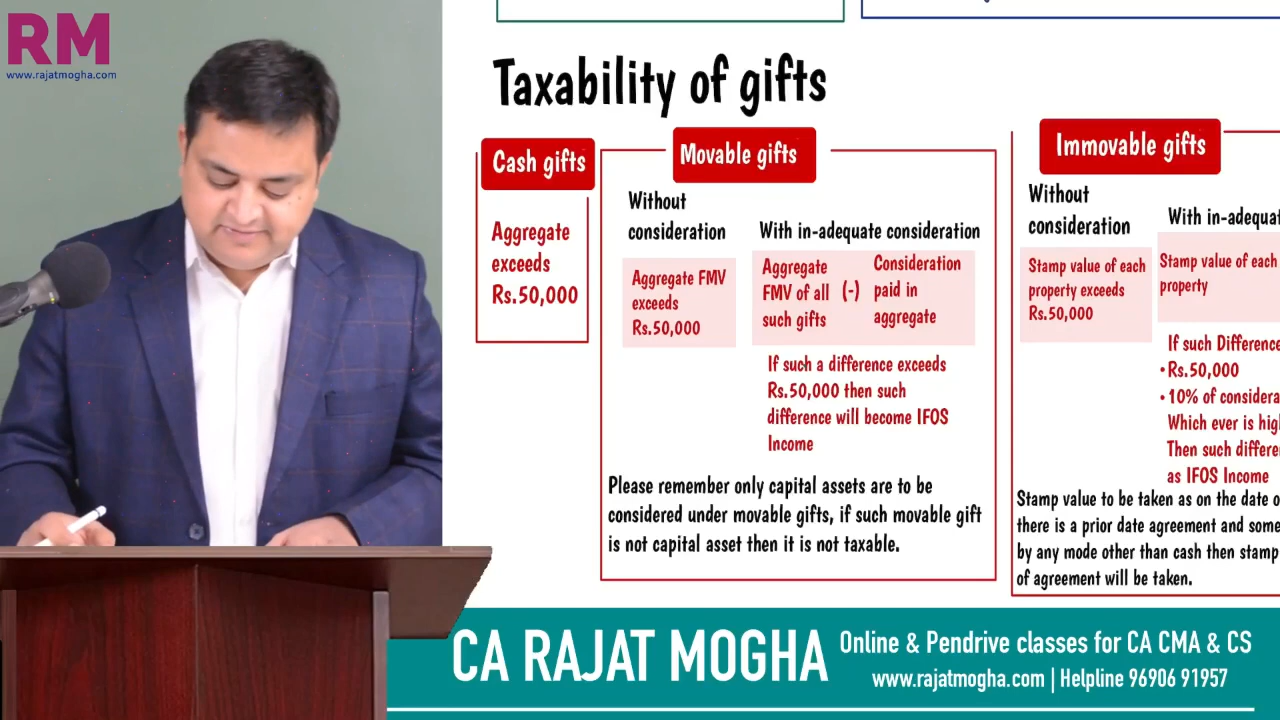 RM
www.rajatmogha.com
Taxability of gifts
Cash gifts
Aggregate
exceeds
Rs.50,000
Movable gifts
Without
consideration
Aggregate FMV
exceeds
Rs.50,000
With in-adequate consideration
Aggregate
FMV of all
such gifts
(-)
Consideration
paid in
aggregate
If such a difference exceeds
Rs.50,000 then such
difference will become IFOS
Income
Please remember only capital assets are to be
considered under movable gifts, if such movable gift
is not capital asset then it is not taxable.
Immovable gifts
Without
consideration
Stamp value of each
property exceeds
Rs.50,000
With in-adequat
Stamp value of each
property
If such Difference
•Rs.50,000
•10% of considera
Which ever is hig
Then such differe
as IFOS Income
Stamp value to be taken as on the date o
there is a prior date agreement and some
by any mode other than cash then stamp
of agreement will be taken.
CA RAJAT MOGHA
Online & Pendrive classes for CA CMA & CS
www.rajatmogha.com | Helpline 96906 91957